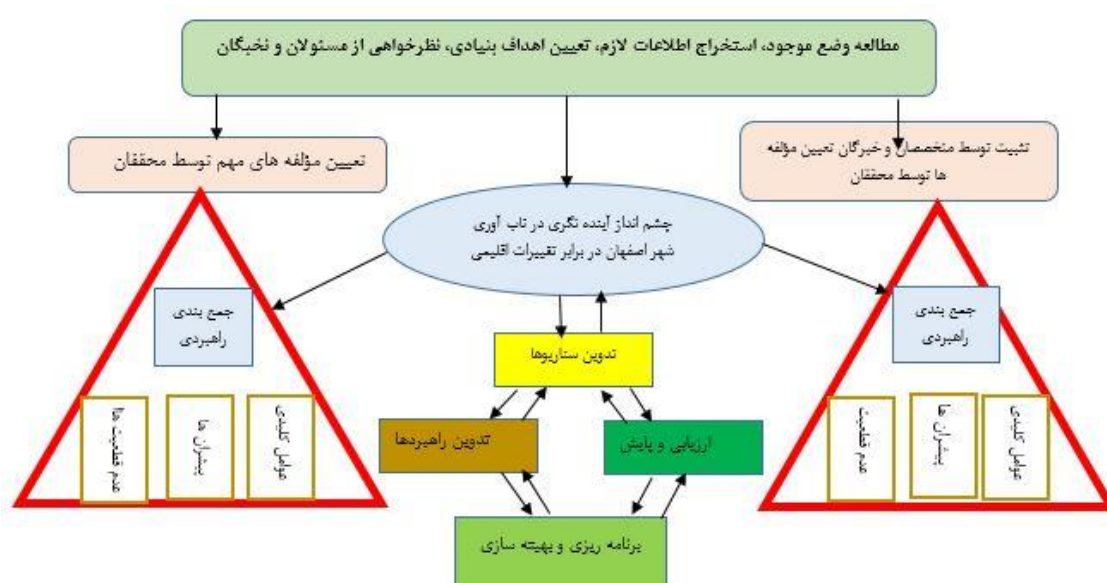 مطالعه وضع موجود، استخراج اطلاعات لازم، تعیین اهداف بنیادی، نظرخواهی از مسئولان و نخبگان
تثبیت توسط متخصصان و خبرگان تعیین مؤلفه
ها توسط محققان
تعیین مؤلفه های مهم توسط محققان
چشم انداز آینده نگری در تاب آوری
شهر اصفهان در برابر تغییرات اقلیمی
جمع بندی
راهبردی
عوامل کلیدی
پیشران ها
عدم قطعیت
تدوین سناریوها
ارزیابی و پایش
تدوین راهبردها
برنامه ریزی و بهینه سازی
جمع بندی
راهبردی
عوامل کلیدی
پیشران ها
عدم قطعیت ها